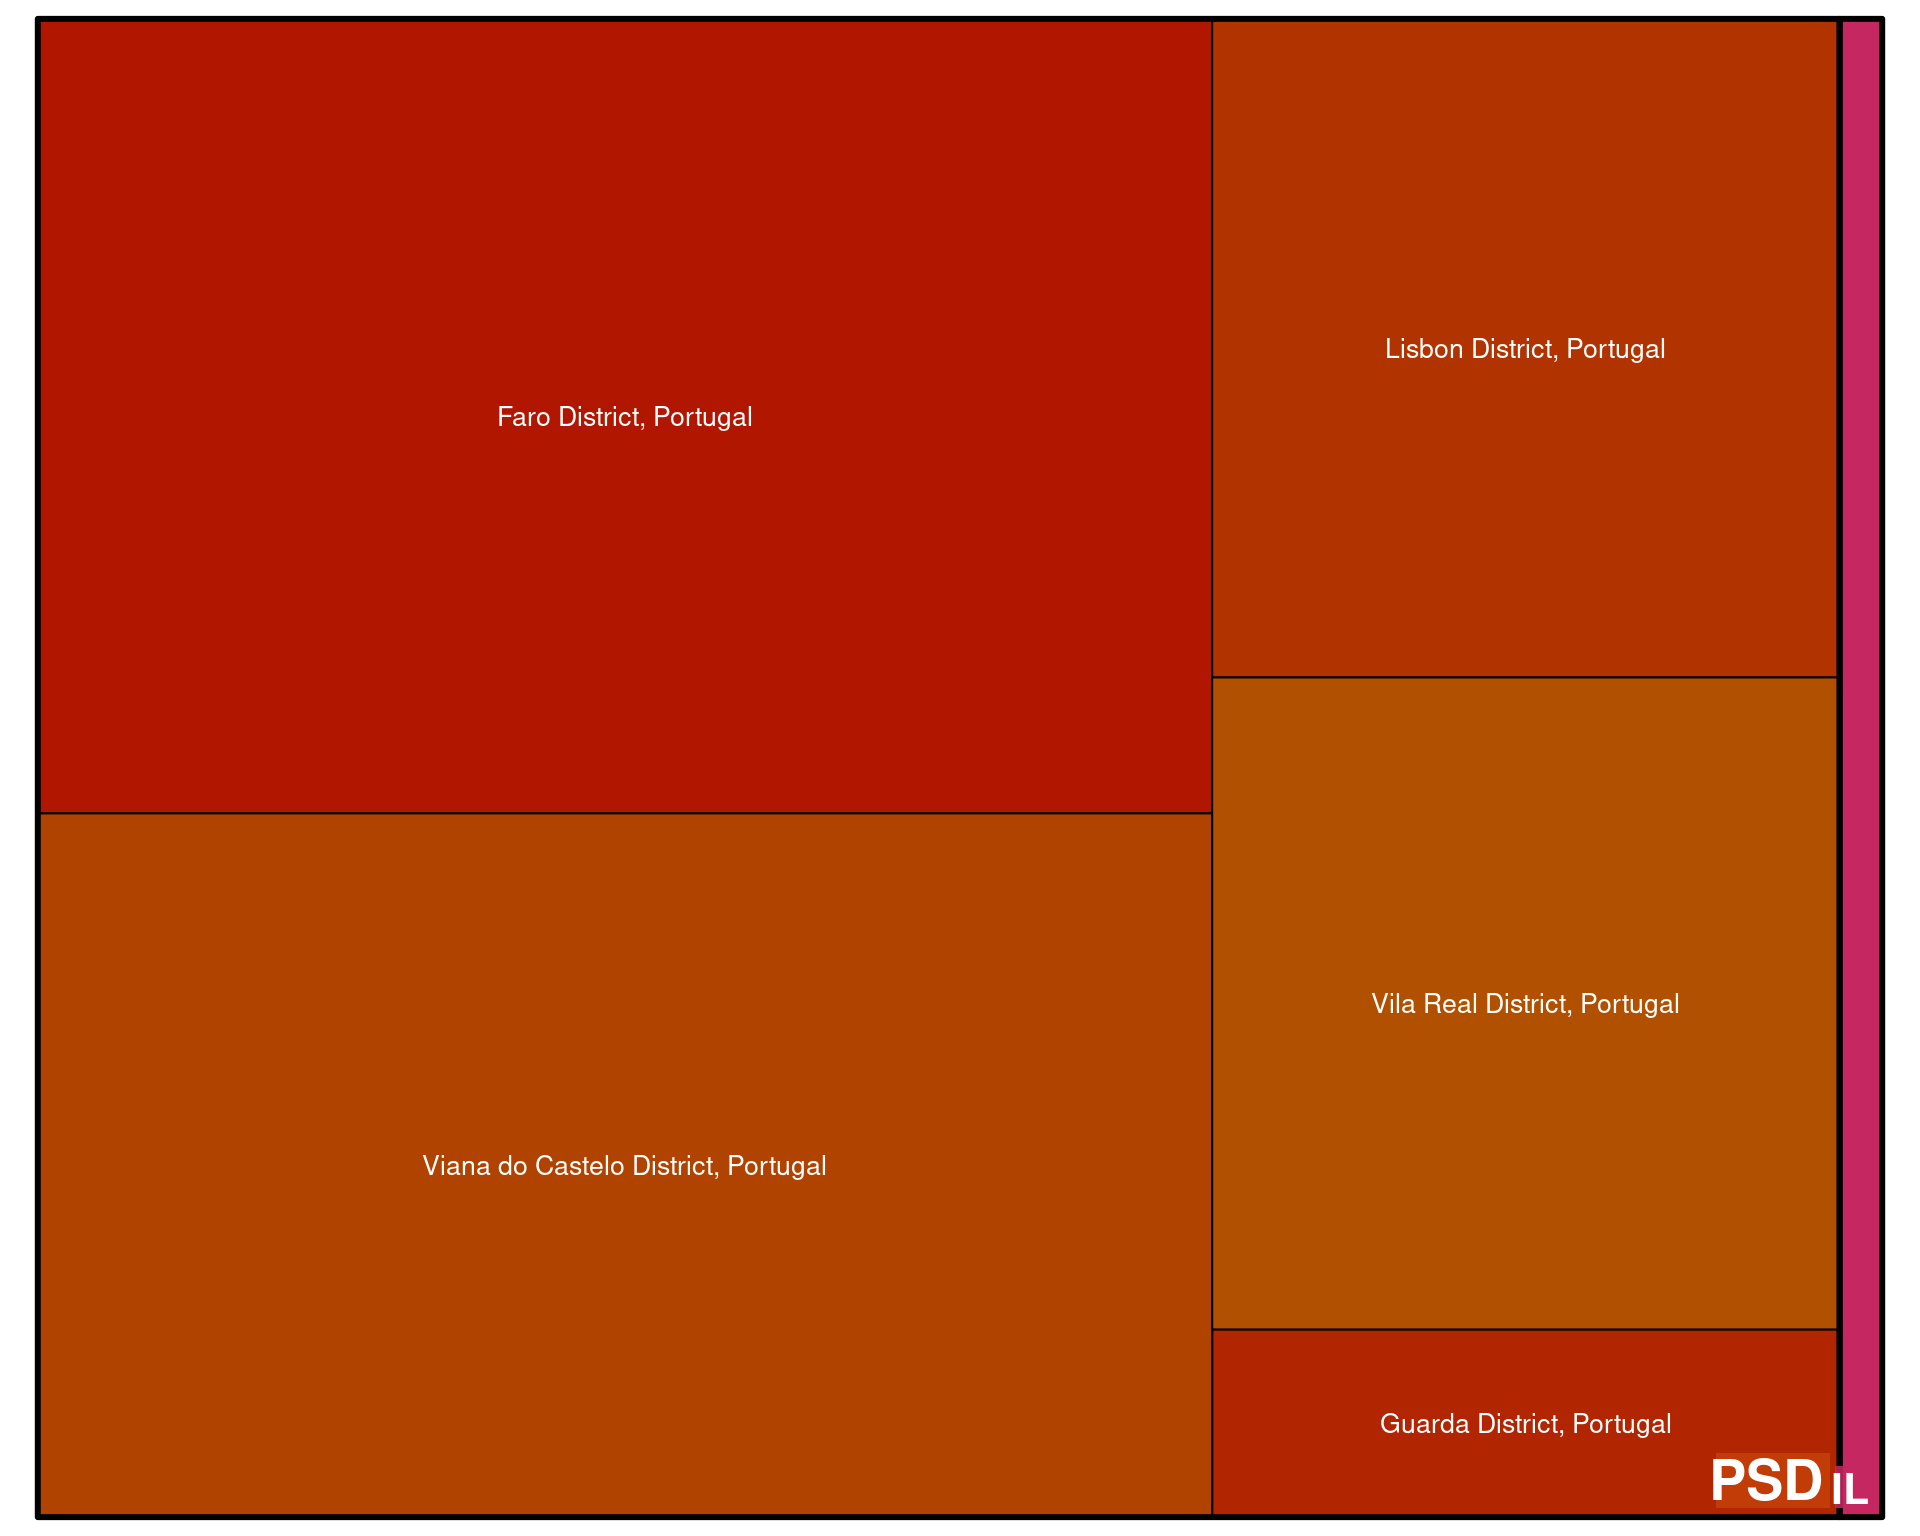 Faro District, Portugal
Lisbon District, Portugal
Viana do Castelo District, Portugal
Vila Real District, Portugal
Guarda District, Portugal
PSD
IL